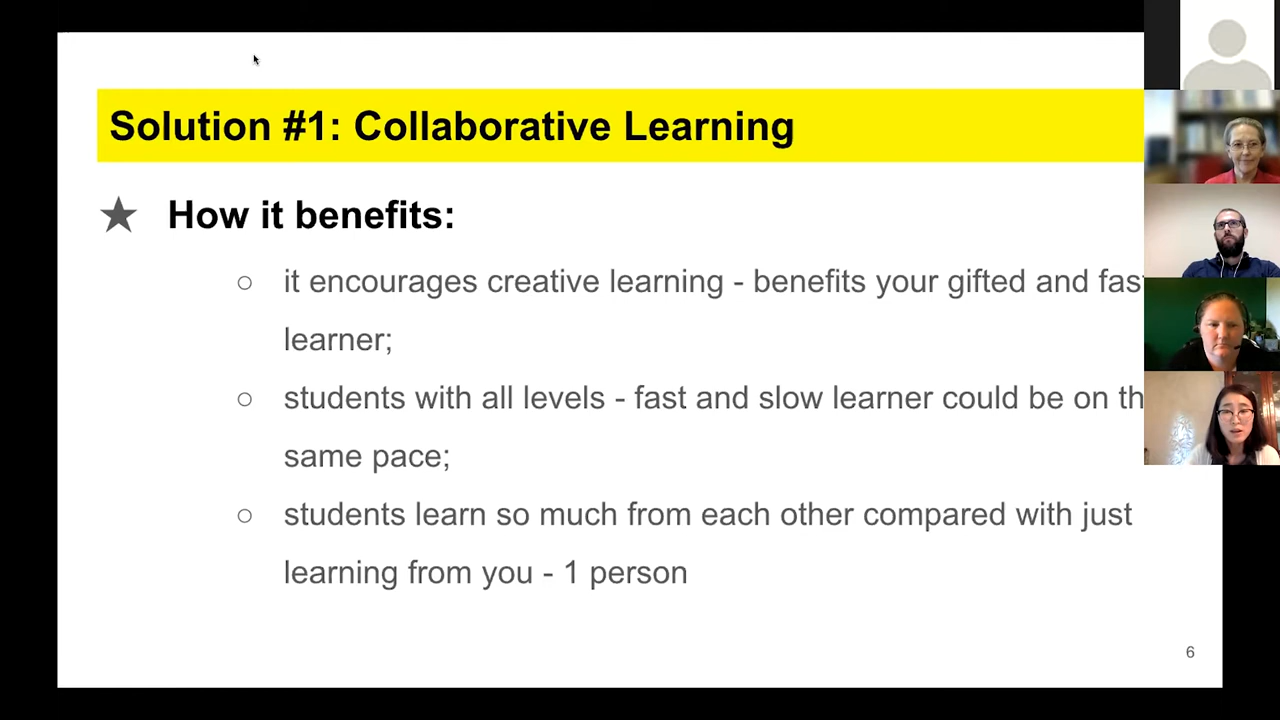 Solution #1: Collaborative Learning
★ How it benefits:
○ it encourages creative learning - benefits your gifted and
learner;
○ students with all levels - fast and slow learner could be on
same pace;
○ students learn so much from each other compared with just
learning from you - 1 person
6